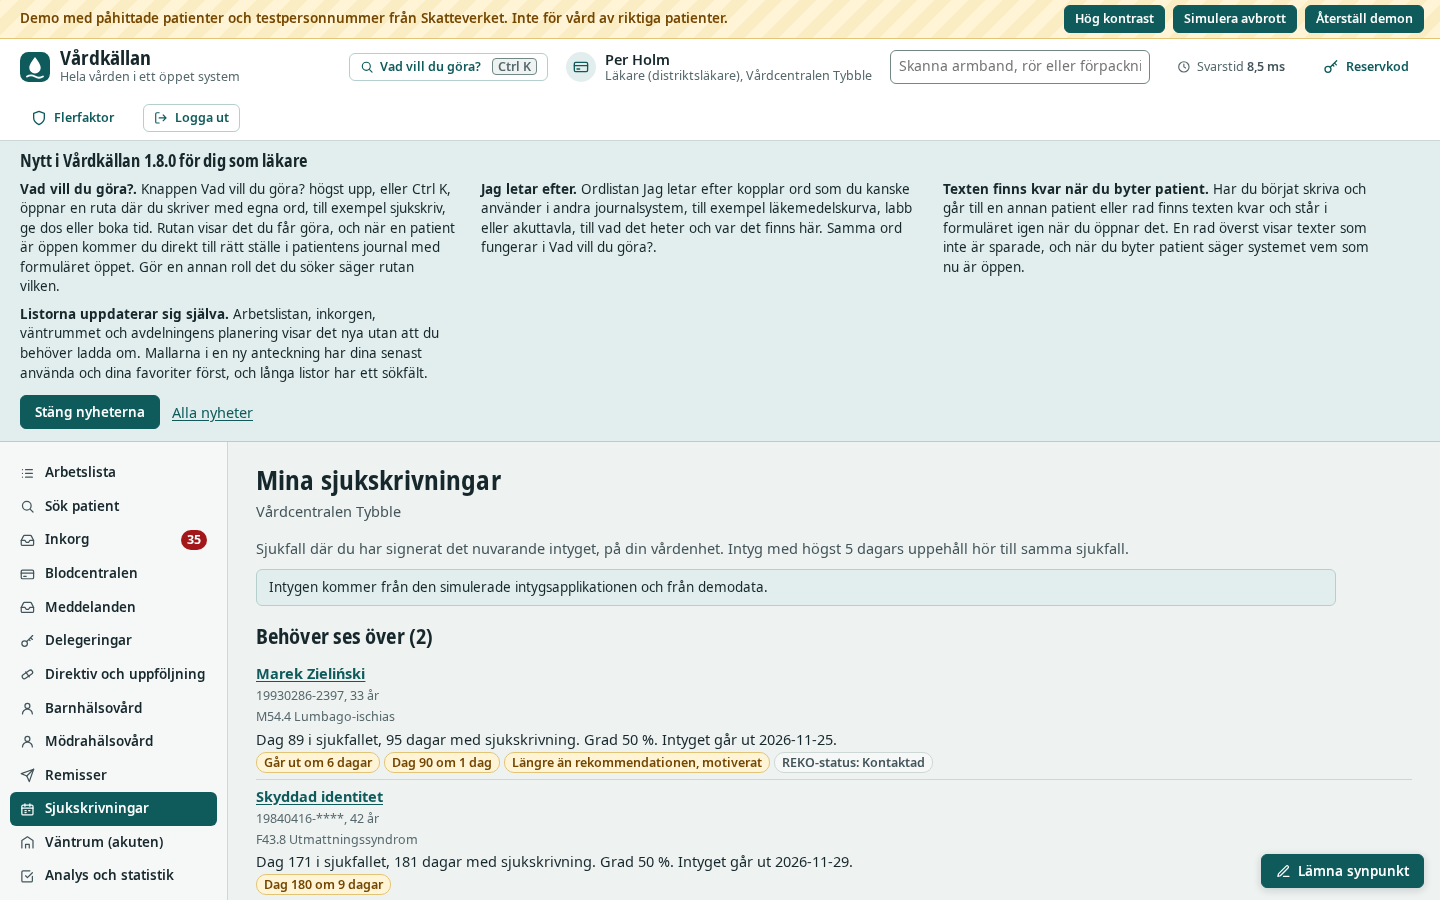 Demo med påhittade patienter och testpersonnummer från Skatteverket. Inte för vård av riktiga patienter.
Hög kontrast
Simulera avbrott
Återställ demon
Vårdkällan
Hela vården i ett öppet system
Vad vill du göra? Ctrl K
Per Holm
Läkare (distriktsläkare), Vårdcentralen Tybble
Skanna armband, rör eller förpackni
Svarstid 8,5 ms
Reservkod
Flerfaktor
Logga ut
Nytt i Vårdkällan 1.8.0 för dig som läkare
Vad vill du göra?. Knappen Vad vill du göra? högst upp, eller Ctrl K,
öppnar en ruta där du skriver med egna ord, till exempel sjukskriv,
ge dos eller boka tid. Rutan visar det du får göra, och när en patient
är öppen kommer du direkt till rätt ställe i patientens journal med
formuläret öppet. Gör en annan roll det du söker säger rutan
vilken.
Jag letar efter. Ordlistan Jag letar efter kopplar ord som du kanske
använder i andra journalsystem, till exempel läkemedelskurva, labb
eller akuttavla, till vad det heter och var det finns här. Samma ord
fungerar i Vad vill du göra?.
Texten finns kvar när du byter patient. Har du börjat skriva och
går till en annan patient eller rad finns texten kvar och står i
formuläret igen när du öppnar det. En rad överst visar texter som
inte är sparade, och när du byter patient säger systemet vem som
nu är öppen.
Listorna uppdaterar sig själva. Arbetslistan, inkorgen,
väntrummet och avdelningens planering visar det nya utan att du
behöver ladda om. Mallarna i en ny anteckning har dina senast
använda och dina favoriter först, och långa listor har ett sökfält.
Stäng nyheterna
Alla nyheter
Arbetslista
Sök patient
Inkorg 35
Blodcentralen
Meddelanden
Delegeringar
Direktiv och uppföljning
Barnhälsovård
Mödrahälsovård
Remisser
Sjukskrivningar
Väntrum (akuten)
Analys och statistik
Mina sjukskrivningar
Vårdcentralen Tybble
Sjukfall där du har signerat det nuvarande intyget, på din vårdenhet. Intyg med högst 5 dagars uppehåll hör till samma sjukfall.
Intygen kommer från den simulerade intygsapplikationen och från demodata.
Behöver ses över (2)
Marek Zieliński
19930286-2397, 33 år
M54.4 Lumbago-ischias
Dag 89 i sjukfallet, 95 dagar med sjukskrivning. Grad 50 %. Intyget går ut 2026-11-25.
Går ut om 6 dagar
Dag 90 om 1 dag
Längre än rekommendationen, motiverat
REKO-status: Kontaktad
Skyddad identitet
19840416-****, 42 år
F43.8 Utmattningssyndrom
Dag 171 i sjukfallet, 181 dagar med sjukskrivning. Grad 50 %. Intyget går ut 2026-11-29.
Dag 180 om 9 dagar
Lämna synpunkt